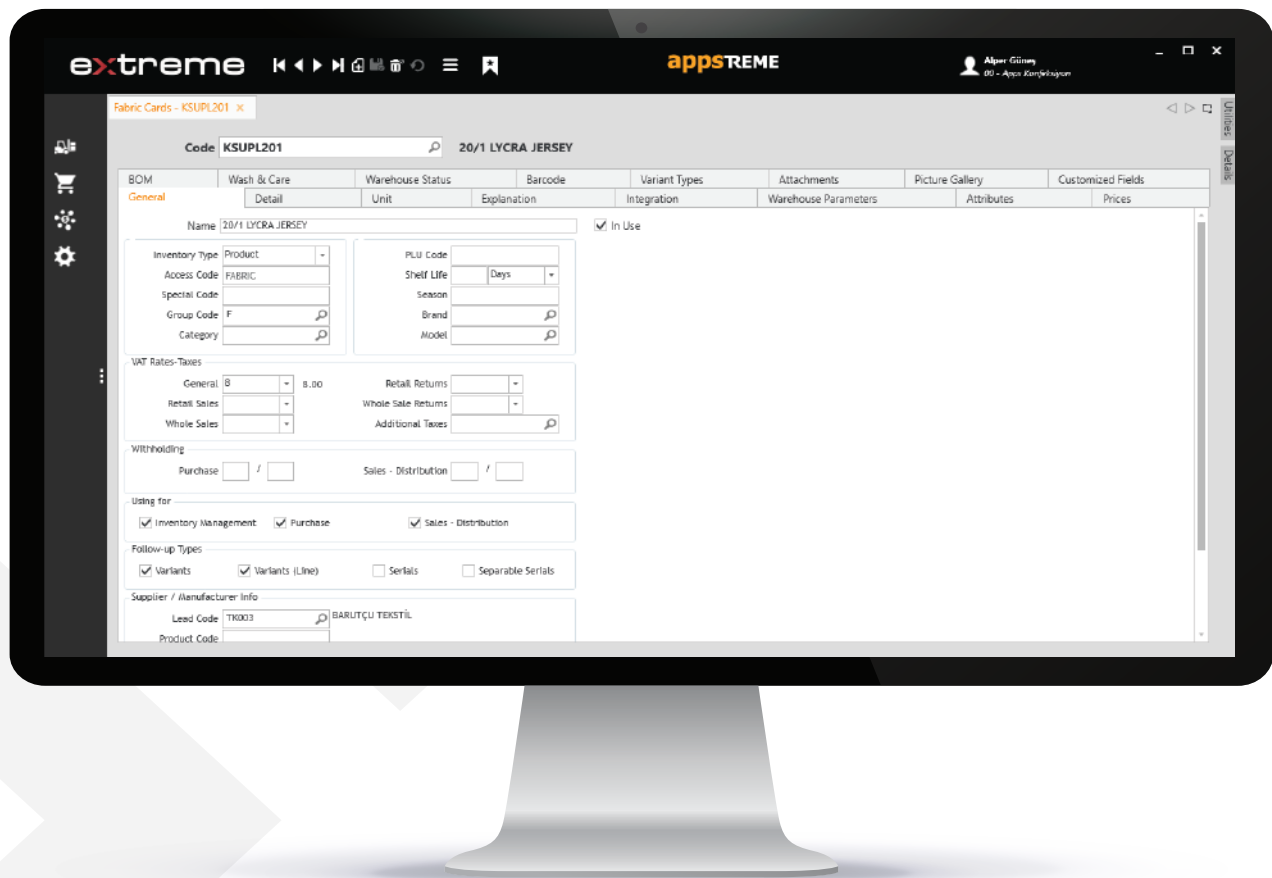 extreme
appsTREME
Alper Güneş
00 - Apps Konfeksiyon
Fabric Cards - KSUPL201 ×
Utilities
Details
Code KSUPL201 20/1 LYCRA JERSEY
BOM Wash & Care Warehouse Status Barcode Variant Types Attachments Picture Gallery Customized Fields
General Detail Unit Explanation Integration Warehouse Parameters Attributes Prices
Name 20/1 LYCRA JERSEY In Use
Inventory Type Product PLU Code
Access Code FABRIC Shelf Life Days
Special Code Season
Group Code F Brand
Category Model
VAT Rates-Taxes
General 8 8.00 Retail Returns
Retail Sales Whole Sale Returns
Whole Sales Additional Taxes
Withholding
Purchase / Sales - Distribution /
Using for
Inventory Management Purchase Sales - Distribution
Follow-up Types
Variants Variants (Line) Serials Separable Serials
Supplier / Manufacturer Info
Lead Code TK003 BARUTÇU TEKSTİL
Product Code